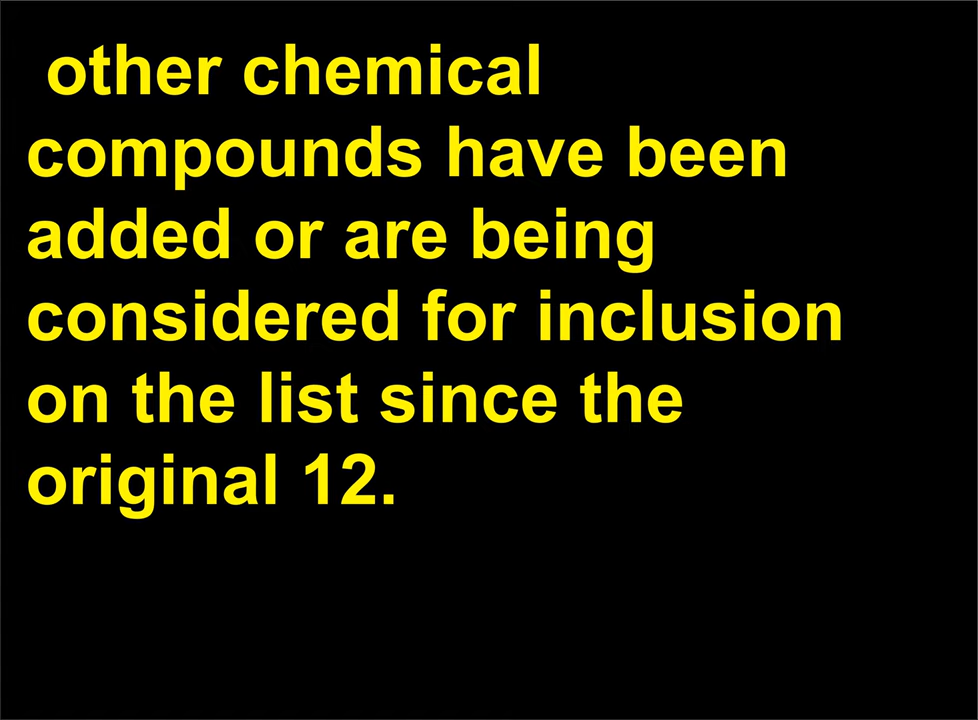 other chemical
compounds have been
added or are being
considered for inclusion
on the list since the
original 12.